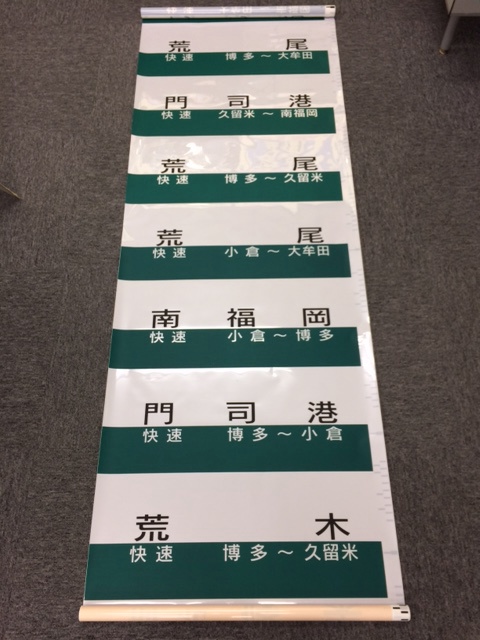 荒尾
快速 博多～大牟田
門司港
快速 久留米～南福岡
荒尾
快速 博多～久留米
荒尾
快速 小倉～大牟田
南福岡
快速 小倉～博多
門司港
快速 博多～小倉
荒木
快速 博多～久留米